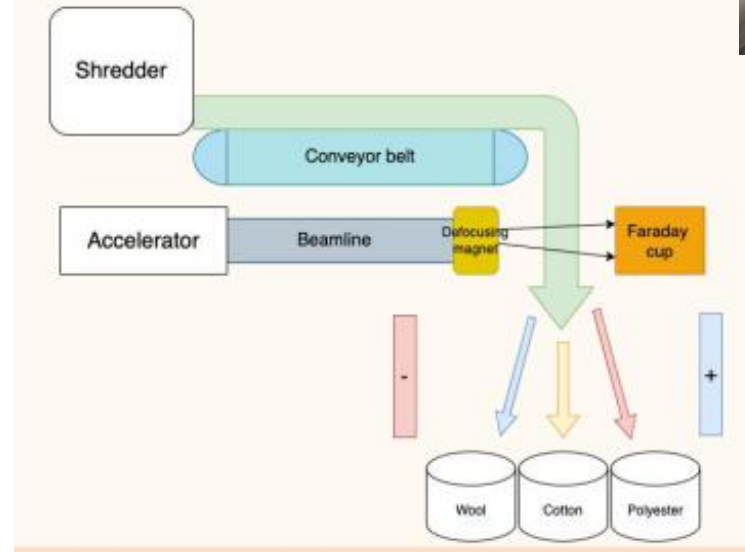 Shredder
Conveyor belt
Accelerator
Beamline
Defocusing
magnet
Faraday
cup
-
+
Wool
Cotton
Polyester